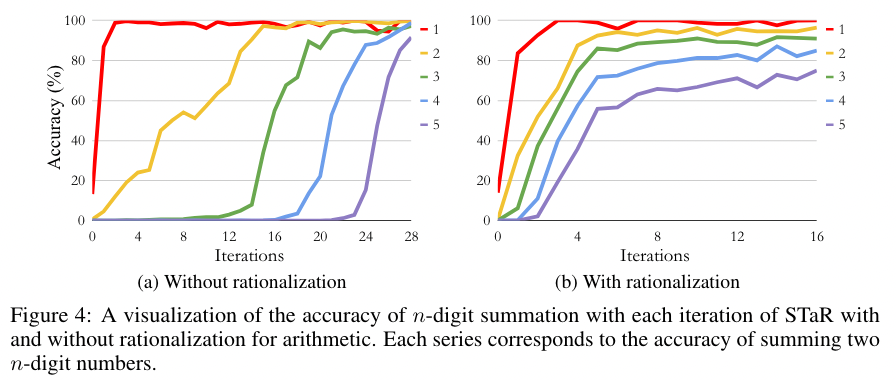 100
80
60
40
20
0
Accuracy (%)
0 4 8 12 16 20 24 28
Iterations
1
2
3
4
5
(a) Without rationalization
100
80
60
40
20
0
0 4 8 12 16
Iterations
1
2
3
4
5
(b) With rationalization
Figure 4: A visualization of the accuracy of n-digit summation with each iteration of STaR with
and without rationalization for arithmetic. Each series corresponds to the accuracy of summing two
n-digit numbers.